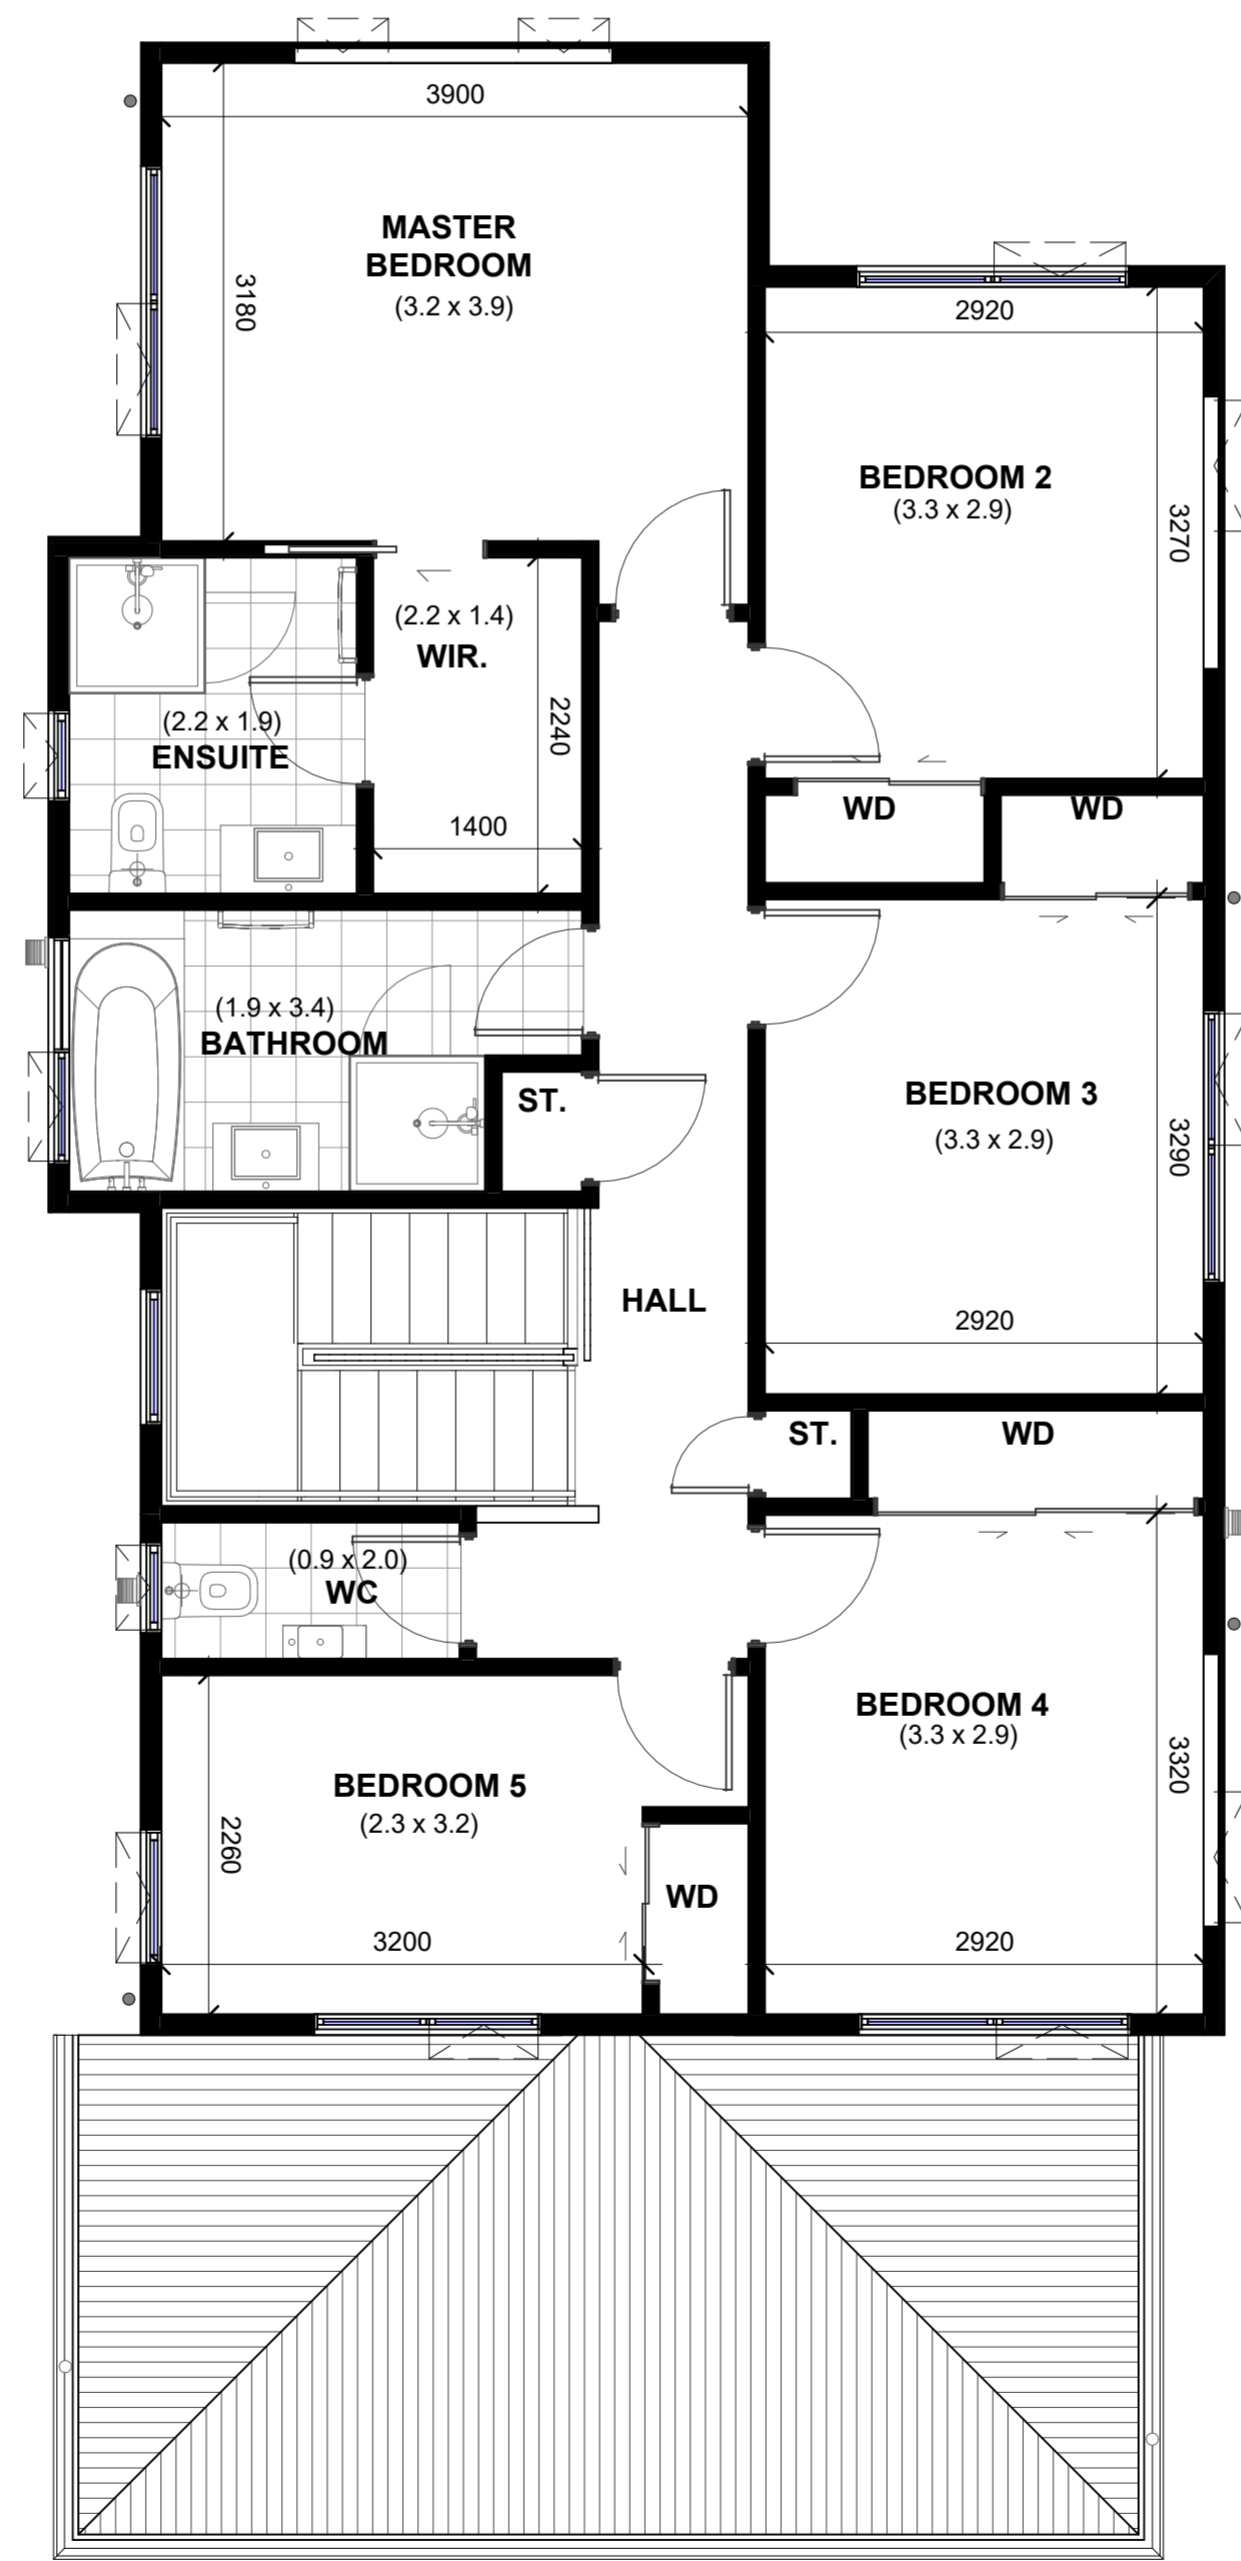 3900
MASTER
BEDROOM
(3.2 x 3.9)
3180
2920
BEDROOM 2
(3.3 x 2.9)
3270
(2.2 x 1.4)
WIR.
2240
(2.2 x 1.9)
ENSUITE
1400
WD
WD
(1.9 x 3.4)
BATHROOM
ST.
BEDROOM 3
(3.3 x 2.9)
3290
HALL
2920
ST.
WD
(0.9 x 2.0)
WC
BEDROOM 4
(3.3 x 2.9)
3320
BEDROOM 5
(2.3 x 3.2)
2260
WD
3200
2920